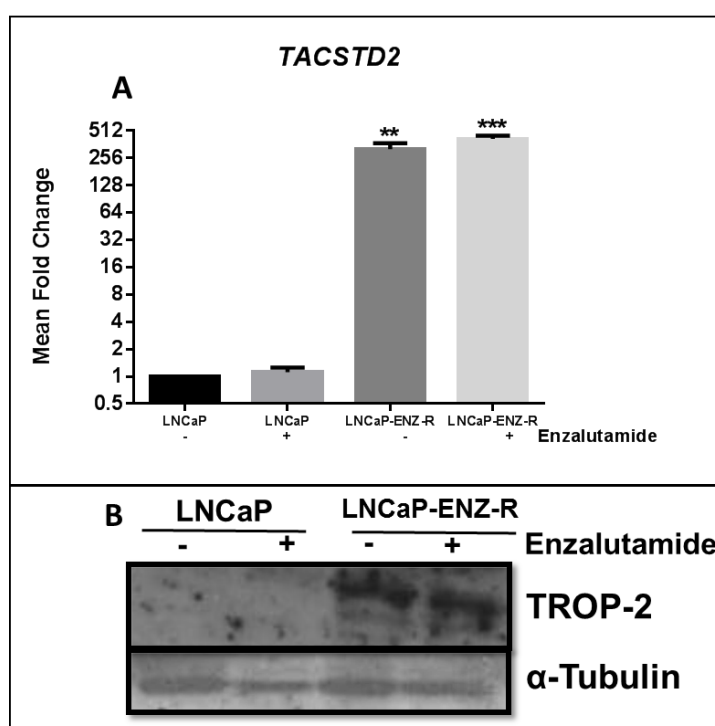 TACSTD2
A
Mean Fold Change
512
256
128
64
32
16
8
4
2
1
0.5
** ***
LNCaP LNCaP LNCaP-ENZ-R LNCaP-ENZ-R
- + - + Enzalutamide
B LNCaP LNCaP-ENZ-R
- + - + Enzalutamide
TROP-2
α-Tubulin